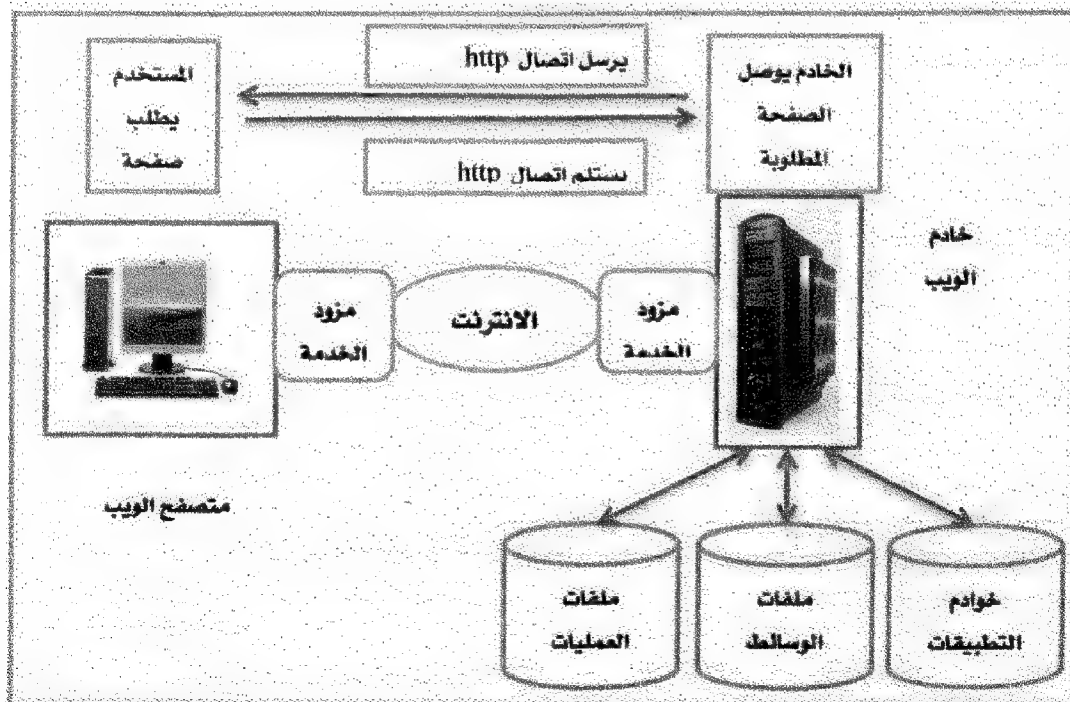 المستخدم
يطلب
صفحة
يرسل اتصال http
يستلم اتصال http
الخادم يوصل
الصفحة
المطلوبة
خادم
الويب
مزود
الخدمة
الانترنت
مزود
الخدمة
متصفح الويب
خوادم
التطبيقات
ملفات
الوسائط
ملفات
العمليات